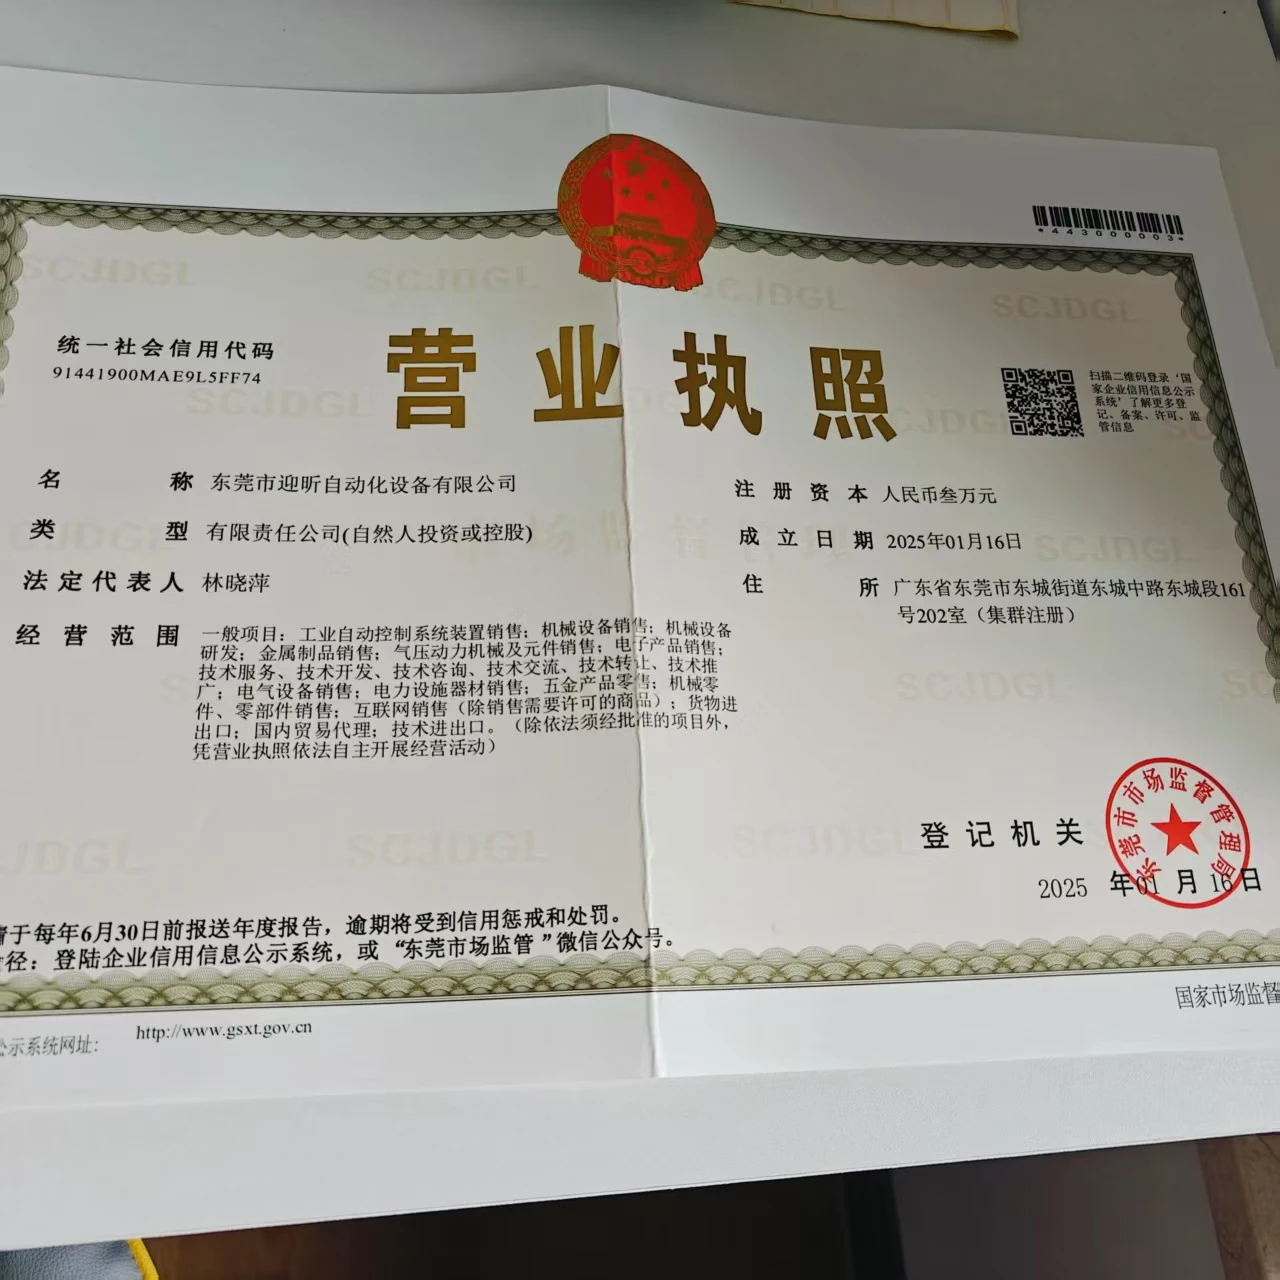 *443000003*
统一社会信用代码
91441900MAE9L5FF74
营业执照
扫描二维码登录‘国
家企业信用信息公示
系统’了解更多登
记、备案、许可、监
管信息
名称 东莞市迎昕自动化设备有限公司
类型 有限责任公司(自然人投资或控股)
法定代表人 林晓萍
经营范围 一般项目：工业自动控制系统装置销售；机械设备销售；机械设备
研发；金属制品销售；气压动力机械及元件销售；电子产品销售；
技术服务、技术开发、技术咨询、技术交流、技术转让、技术推
广；电气设备销售；电力设施器材销售；五金产品零售；机械零
件、零部件销售；互联网销售（除销售需要许可的商品）；货物进
出口；国内贸易代理；技术进出口。（除依法须经批准的项目外，
凭营业执照依法自主开展经营活动）
注册资本 人民币叁万元
成立日期 2025年01月16日
住所 广东省东莞市东城街道东城中路东城段161
号202室（集群注册）
登记机关
东莞市市场监督管理局
2025 年01月16日
于每年6月30日前报送年度报告，逾期将受到信用惩戒和处罚。
径：登陆企业信用信息公示系统，或“东莞市场监管”微信公众号。
示系统网址：
http://www.gsxt.gov.cn
国家市场监督
SCJDGL